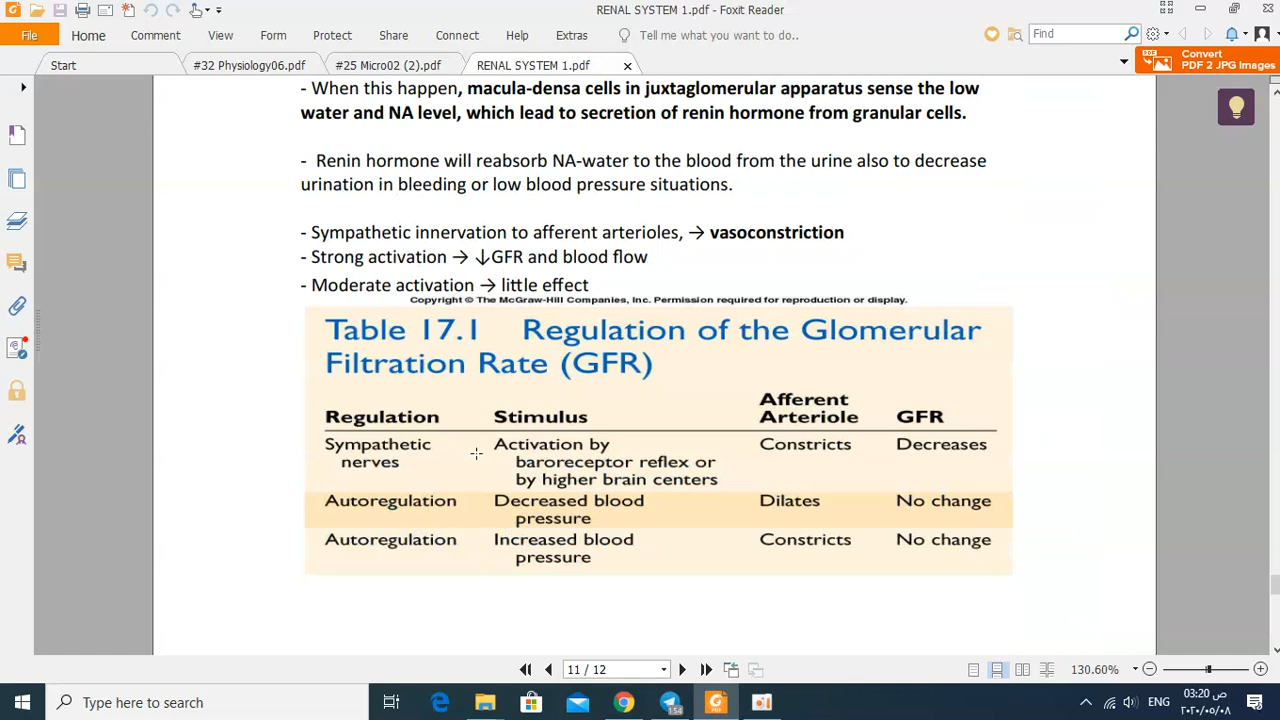 RENAL SYSTEM 1.pdf - Foxit Reader
File Home Comment View Form Protect Share Connect Help Extras Tell me what you want to do.. Find
Start #32 Physiology06.pdf #25 Micro02 (2).pdf RENAL SYSTEM 1.pdf
Convert
PDF 2 JPG Images
- When this happen, macula-densa cells in juxtaglomerular apparatus sense the low
water and NA level, which lead to secretion of renin hormone from granular cells.
- Renin hormone will reabsorb NA-water to the blood from the urine also to decrease
urination in bleeding or low blood pressure situations.
- Sympathetic innervation to afferent arterioles, → vasoconstriction
- Strong activation → ↓GFR and blood flow
- Moderate activation → little effect
Copyright © The McGraw-Hill Companies, Inc. Permission required for reproduction or display.
Table 17.1 Regulation of the Glomerular
Filtration Rate (GFR)
Afferent
Regulation Stimulus Arteriole GFR
Sympathetic Activation by Constricts Decreases
nerves baroreceptor reflex or
by higher brain centers
Autoregulation Decreased blood Dilates No change
pressure
Autoregulation Increased blood Constricts No change
pressure
11 / 12 130.60%
Type here to search 154 ENG 03:20 ص
٢٠٢٠/٠٥/٠٨